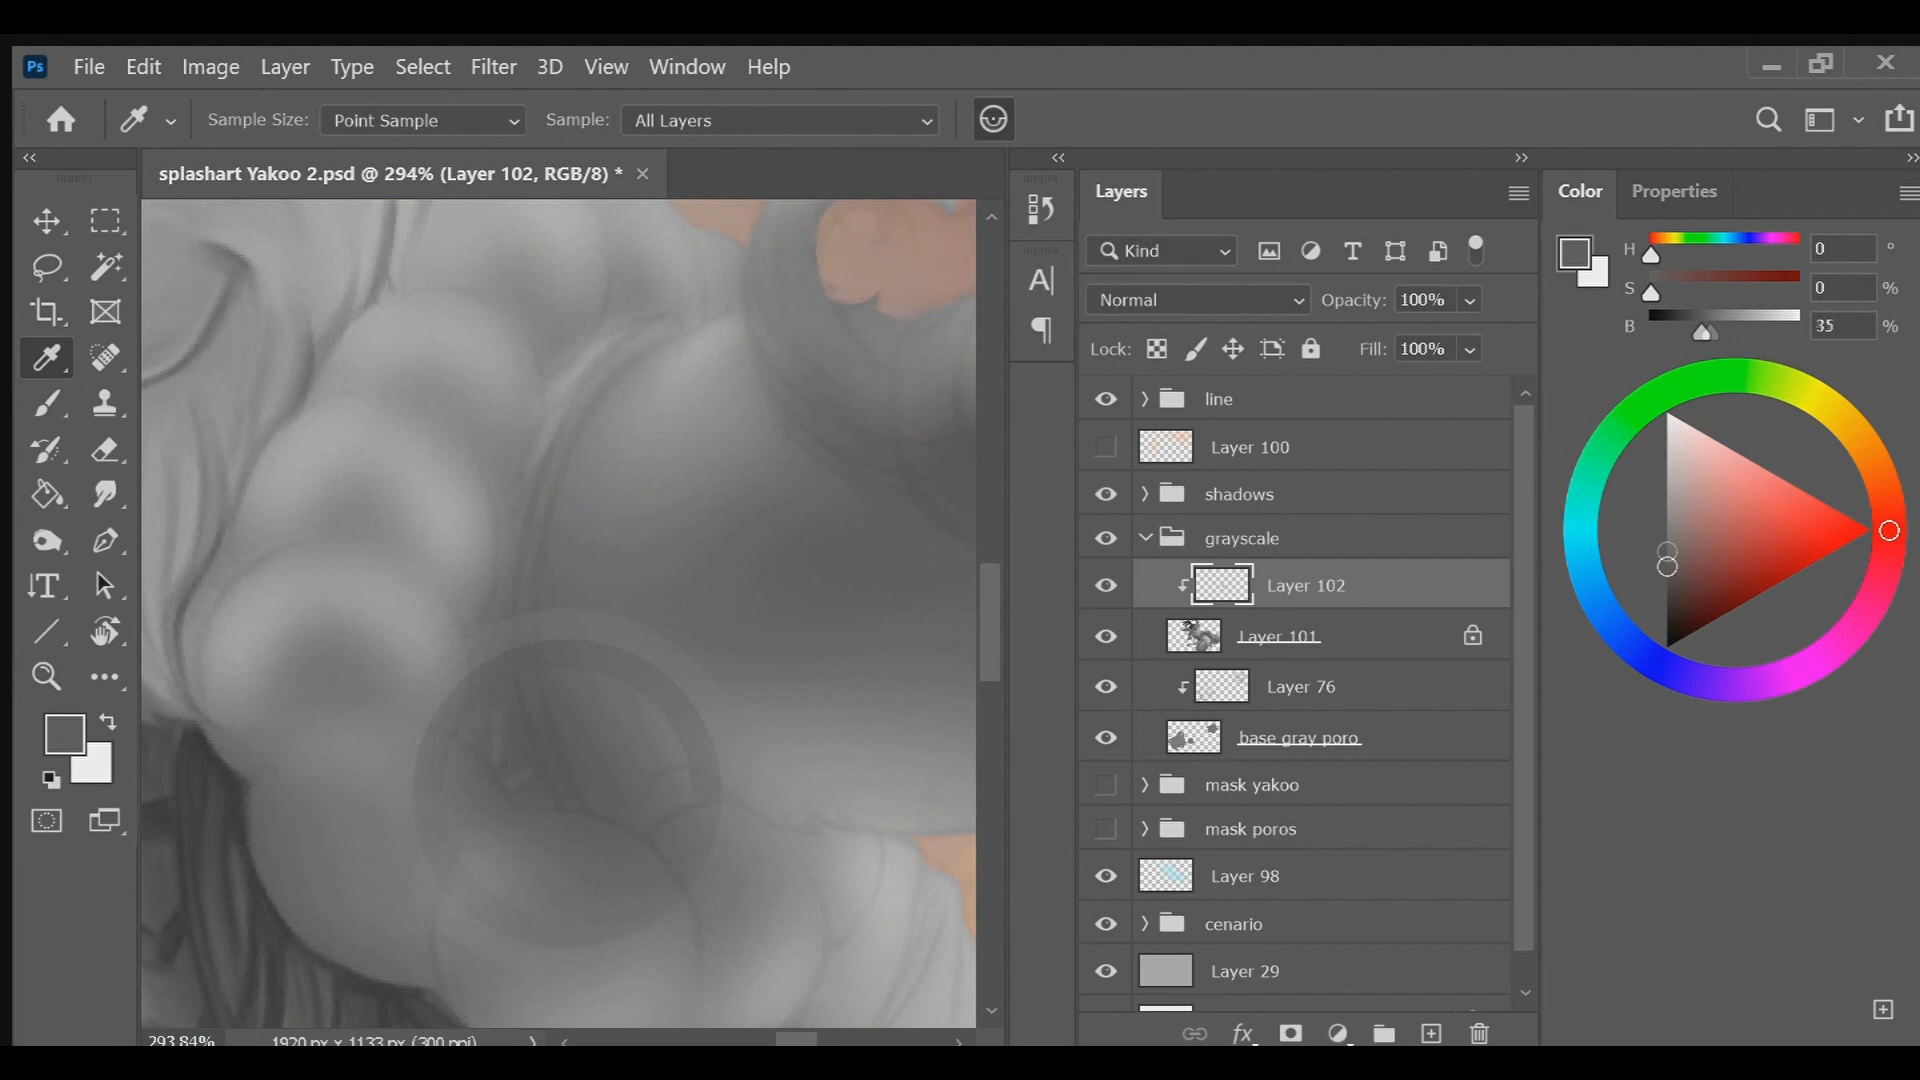 Ps File Edit Image Layer Type Select Filter 3D View Window Help
Sample Size: Point Sample Sample: All Layers
splashart Yakoo 2.psd @ 294% (Layer 102, RGB/8) *
Layers
Kind
Normal Opacity: 100%
Lock: Fill: 100%
line
Layer 100
shadows
grayscale
Layer 102
Layer 101
Layer 76
base gray poro
mask yakoo
mask poros
Layer 98
cenario
Layer 29
fx
Color Properties
H 0 °
S 0 %
B 35 %
293.84% 1920 px x 1133 px (300 ppi)